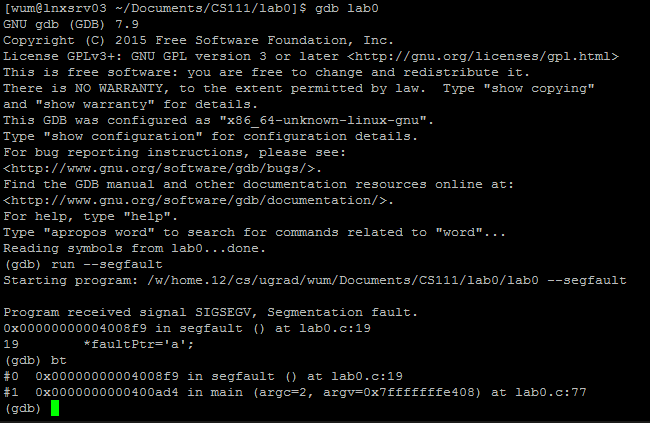 [wum@lnxsrv03 ~/Documents/CS111/lab0]$ gdb lab0
GNU gdb (GDB) 7.9
Copyright (C) 2015 Free Software Foundation, Inc.
License GPLv3+: GNU GPL version 3 or later <http://gnu.org/licenses/gpl.html>
This is free software: you are free to change and redistribute it.
There is NO WARRANTY, to the extent permitted by law.  Type "show copying"
and "show warranty" for details.
This GDB was configured as "x86_64-unknown-linux-gnu".
Type "show configuration" for configuration details.
For bug reporting instructions, please see:
<http://www.gnu.org/software/gdb/bugs/>.
Find the GDB manual and other documentation resources online at:
<http://www.gnu.org/software/gdb/documentation/>.
For help, type "help".
Type "apropos word" to search for commands related to "word"...
Reading symbols from lab0...done.
(gdb) run --segfault
Starting program: /w/home.12/cs/ugrad/wum/Documents/CS111/lab0/lab0 --segfault
Program received signal SIGSEGV, Segmentation fault.
0x00000000004008f9 in segfault () at lab0.c:19
19        *faultPtr='a';
(gdb) bt
#0  0x00000000004008f9 in segfault () at lab0.c:19
#1  0x0000000000400ad4 in main (argc=2, argv=0x7fffffffe408) at lab0.c:77
(gdb)